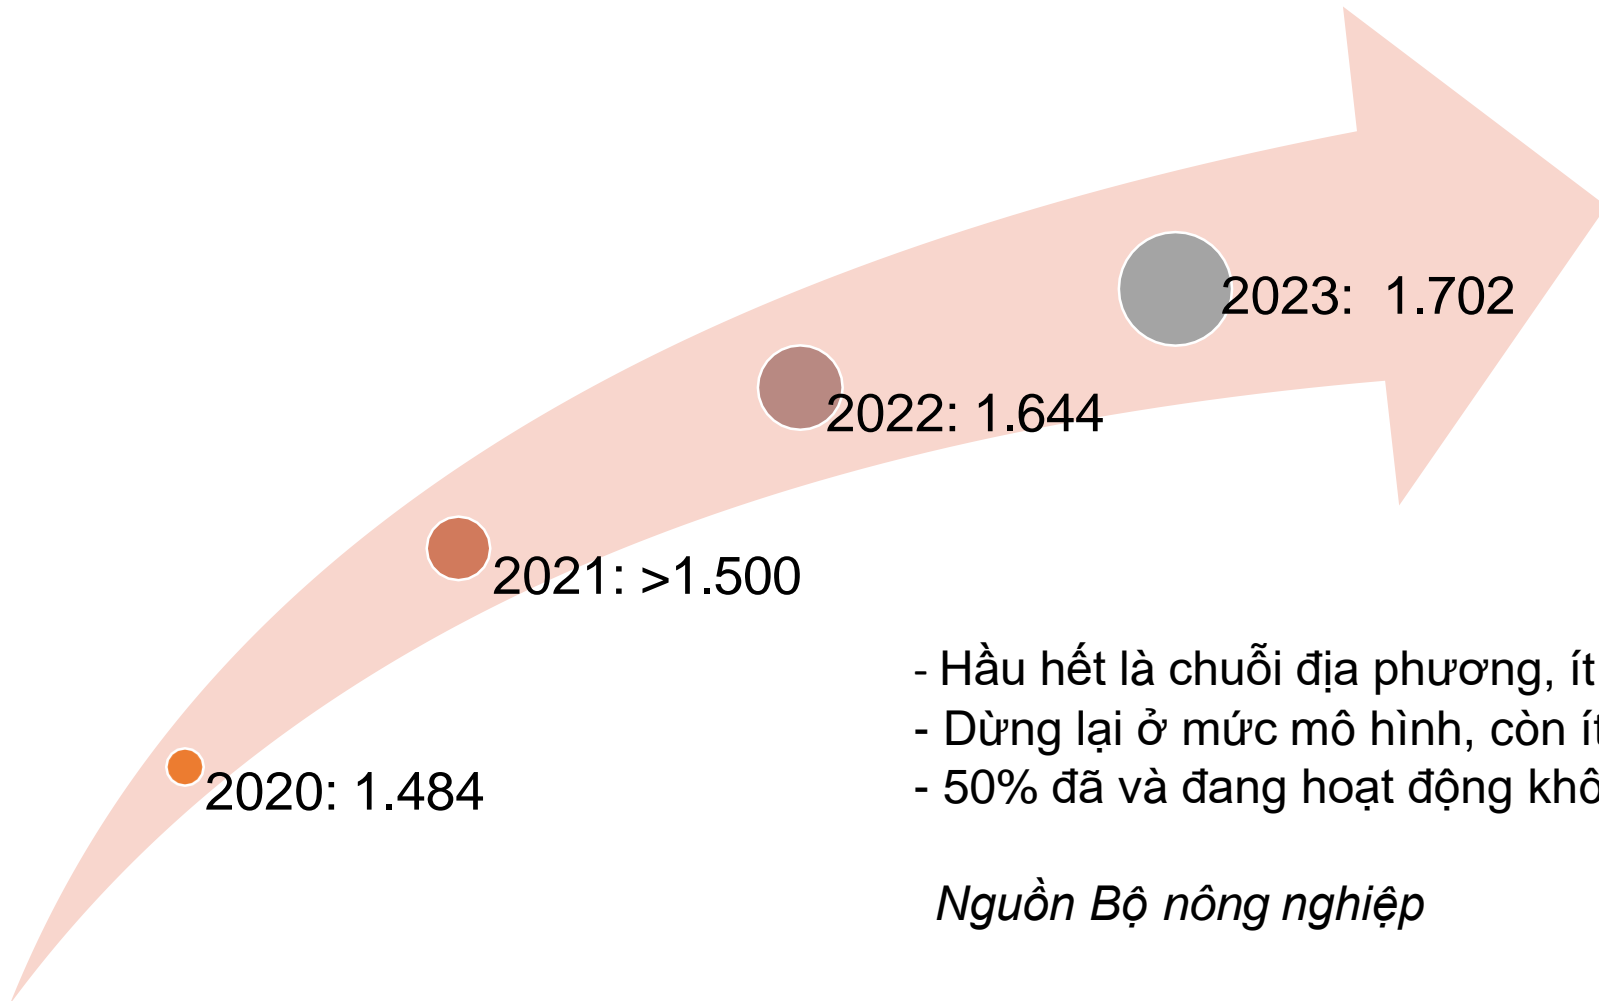 2023: 1.702
2022: 1.644
2021: >1.500
2020: 1.484
- Hầu hết là chuỗi địa phương, ít
- Dừng lại ở mức mô hình, còn
- 50% đã và đang hoạt động
Nguồn Bộ nông nghiệp